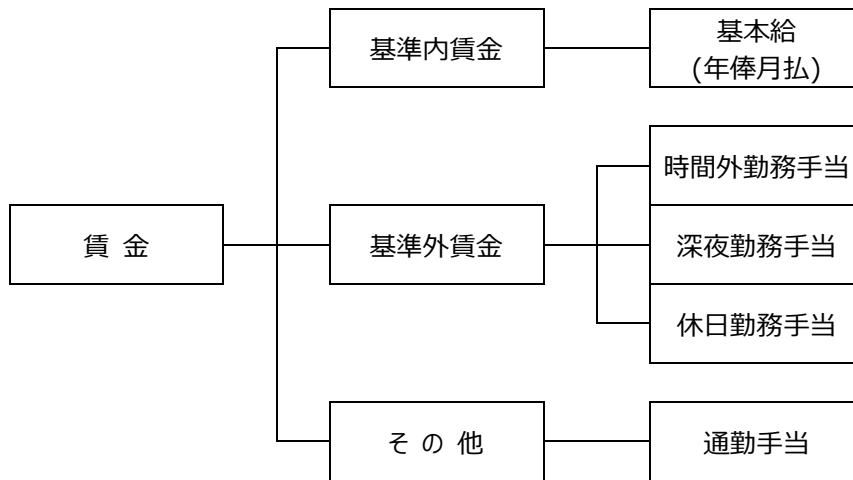 基準内賃金
基本給
(年俸月払)
時間外勤務手当
賃 金
基準外賃金
深夜勤務手当
休日勤務手当
そ の 他
通勤手当